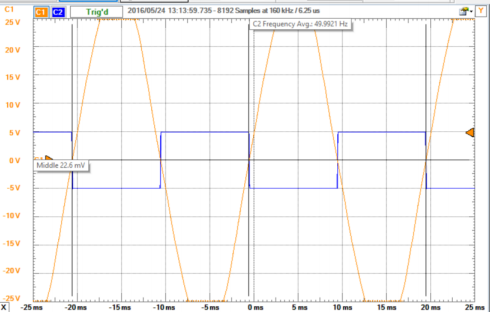 C1 C1 C2 Trig'd 2016/05/24 13:13:59.735 - 8192 Samples at 160 kHz / 6.25 us Y
C2 Frequency Avg.: 49.9921 Hz
25 V
20 V
15 V
10 V
5 V
0 V
Middle 22.6 mV
-5 V
-10 V
-15 V
-20 V
-25 V
X -25 ms -20 ms -15 ms -10 ms -5 ms 0 ms 5 ms 10 ms 15 ms 20 ms 25 ms